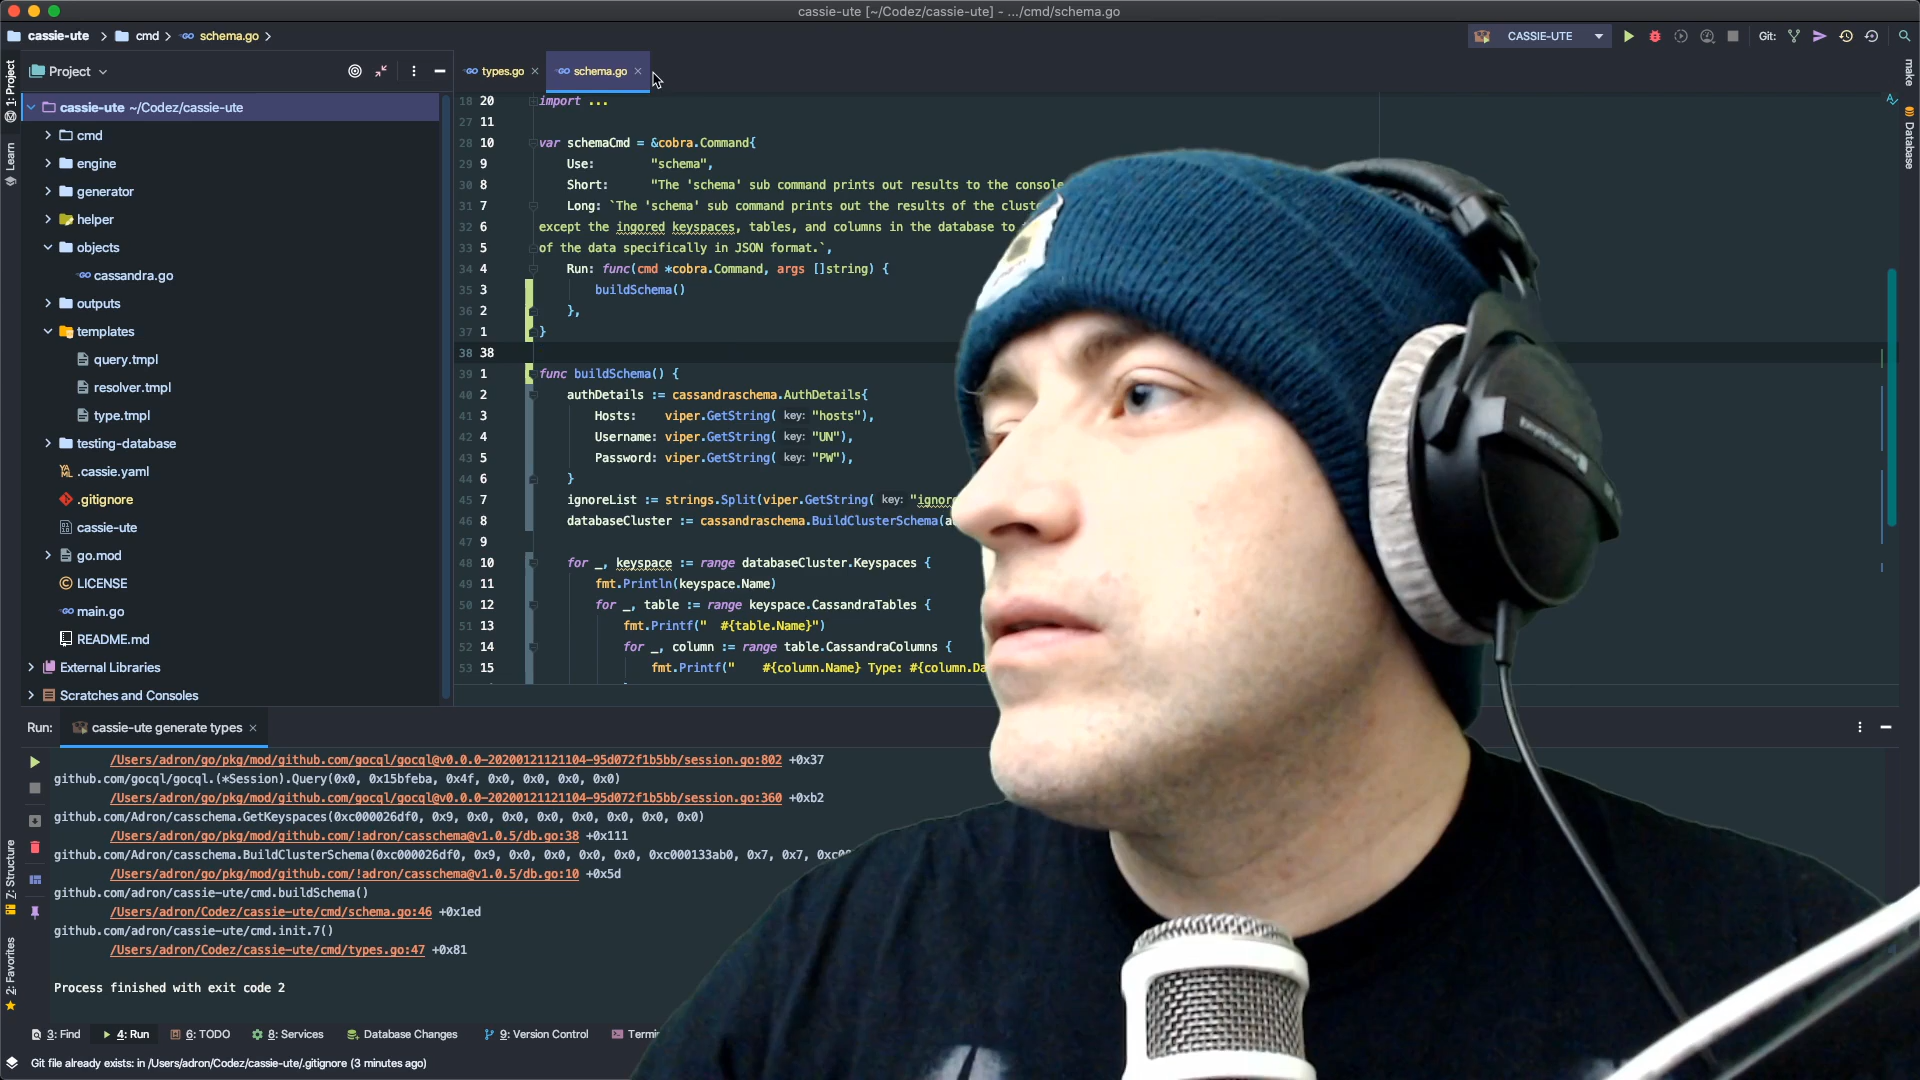 cassie-ute [~/Codez/cassie-ute] - .../cmd/schema.go
cassie-ute > cmd > schema.go >
CASSIE-UTE
Git:
Project
types.go
schema.go
1: Project
Learn
make
Database
cassie-ute ~/Codez/cassie-ute
cmd
engine
generator
helper
objects
cassandra.go
outputs
templates
query.tmpl
resolver.tmpl
type.tmpl
testing-database
.cassie.yaml
.gitignore
cassie-ute
go.mod
LICENSE
main.go
README.md
External Libraries
Scratches and Consoles
18 20 import ...
27 11
28 10 var schemaCmd = &cobra.Command{
29 9 Use: "schema",
30 8 Short: "The 'schema' sub command prints out results to the console
31 7 Long: `The 'schema' sub command prints out the results of the
32 6 except the ingored keyspaces, tables, and columns in the database to
33 5 of the data specifically in JSON format.`,
34 4 Run: func(cmd *cobra.Command, args []string) {
35 3 buildSchema()
36 2 },
37 1 }
38 38
39 1 func buildSchema() {
40 2 authDetails := cassandraschema.AuthDetails{
41 3 Hosts: viper.GetString( key: "hosts"),
42 4 Username: viper.GetString( key: "UN"),
43 5 Password: viper.GetString( key: "PW"),
44 6 }
45 7 ignoreList := strings.Split(viper.GetString( key:
46 8 databaseCluster := cassandraschema.BuildClusterSchema(
47 9
48 10 for _, keyspace := range databaseCluster.Keyspaces {
49 11 fmt.Println(keyspace.Name)
50 12 for _, table := range keyspace.CassandraTables {
51 13 fmt.Printf(" #{table.Name}")
52 14 for _, column := range table.CassandraColumns {
53 15 fmt.Printf(" #{column.Name} Type: #{column.Da
Run: cassie-ute generate types
/Users/adron/go/pkg/mod/github.com/gocql/gocql@v0.0.0-20200121121104-95d072f1b5bb/session.go:802 +0x37
github.com/gocql/gocql.(*Session).Query(0x0, 0x15bfeba, 0x4f, 0x0, 0x0, 0x0, 0x0)
/Users/adron/go/pkg/mod/github.com/gocql/gocql@v0.0.0-20200121121104-95d072f1b5bb/session.go:360 +0xb2
github.com/Adron/casschema.GetKeyspaces(0xc000026df0, 0x9, 0x0, 0x0, 0x0, 0x0, 0x0, 0x0)
/Users/adron/go/pkg/mod/github.com/!adron/casschema@v1.0.5/db.go:38 +0x111
github.com/Adron/casschema.BuildClusterSchema(0xc000026df0, 0x9, 0x0, 0x0, 0x0, 0x0, 0xc000133ab0, 0x7, 0x7,
/Users/adron/go/pkg/mod/github.com/!adron/casschema@v1.0.5/db.go:10 +0x5d
github.com/adron/cassie-ute/cmd.buildSchema()
/Users/adron/Codez/cassie-ute/cmd/schema.go:46 +0x1ed
github.com/adron/cassie-ute/cmd.init.7()
/Users/adron/Codez/cassie-ute/cmd/types.go:47 +0x81
Process finished with exit code 2
7: Structure
2: Favorites
3: Find
4: Run
6: TODO
8: Services
Database Changes
9: Version Control
Git file already exists: in /Users/adron/Codez/cassie-ute/.gitignore (3 minutes ago)